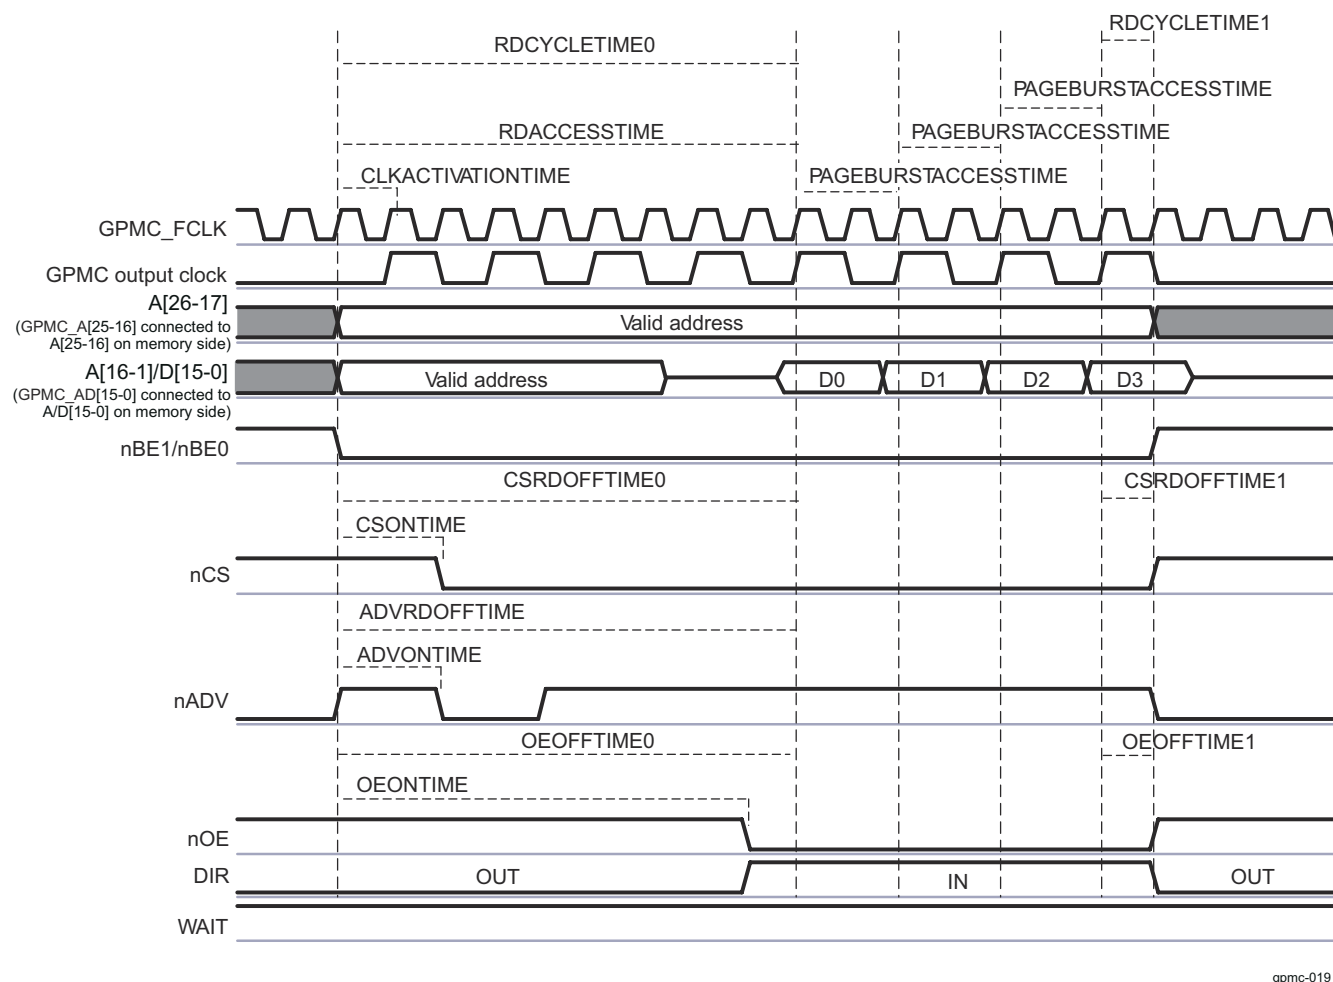 RDCYCLETIME1
RDCYCLETIME0
PAGEBURSTACCESSTIME
RDACCESSTIME
PAGEBURSTACCESSTIME
CLKACTIVATIONTIME
PAGEBURSTACCESSTIME
GPMC_FCLK
GPMC output clock
A[26-17]
(GPMC_A[25-16] connected to
A[25-16] on memory side)
Valid address
A[16-1]/D[15-0]
(GPMC_AD[15-0] connected to
A/D[15-0] on memory side)
Valid address
D0
D1
D2
D3
nBE1/nBE0
CSRDOFFTIME0
CSRDOFFTIME1
CSONTIME
nCS
ADVRDOFFTIME
ADVONTIME
nADV
OEOFFTIME0
OEOFFTIME1
OEONTIME
nOE
DIR
OUT
IN
OUT
WAIT
gpmc-019